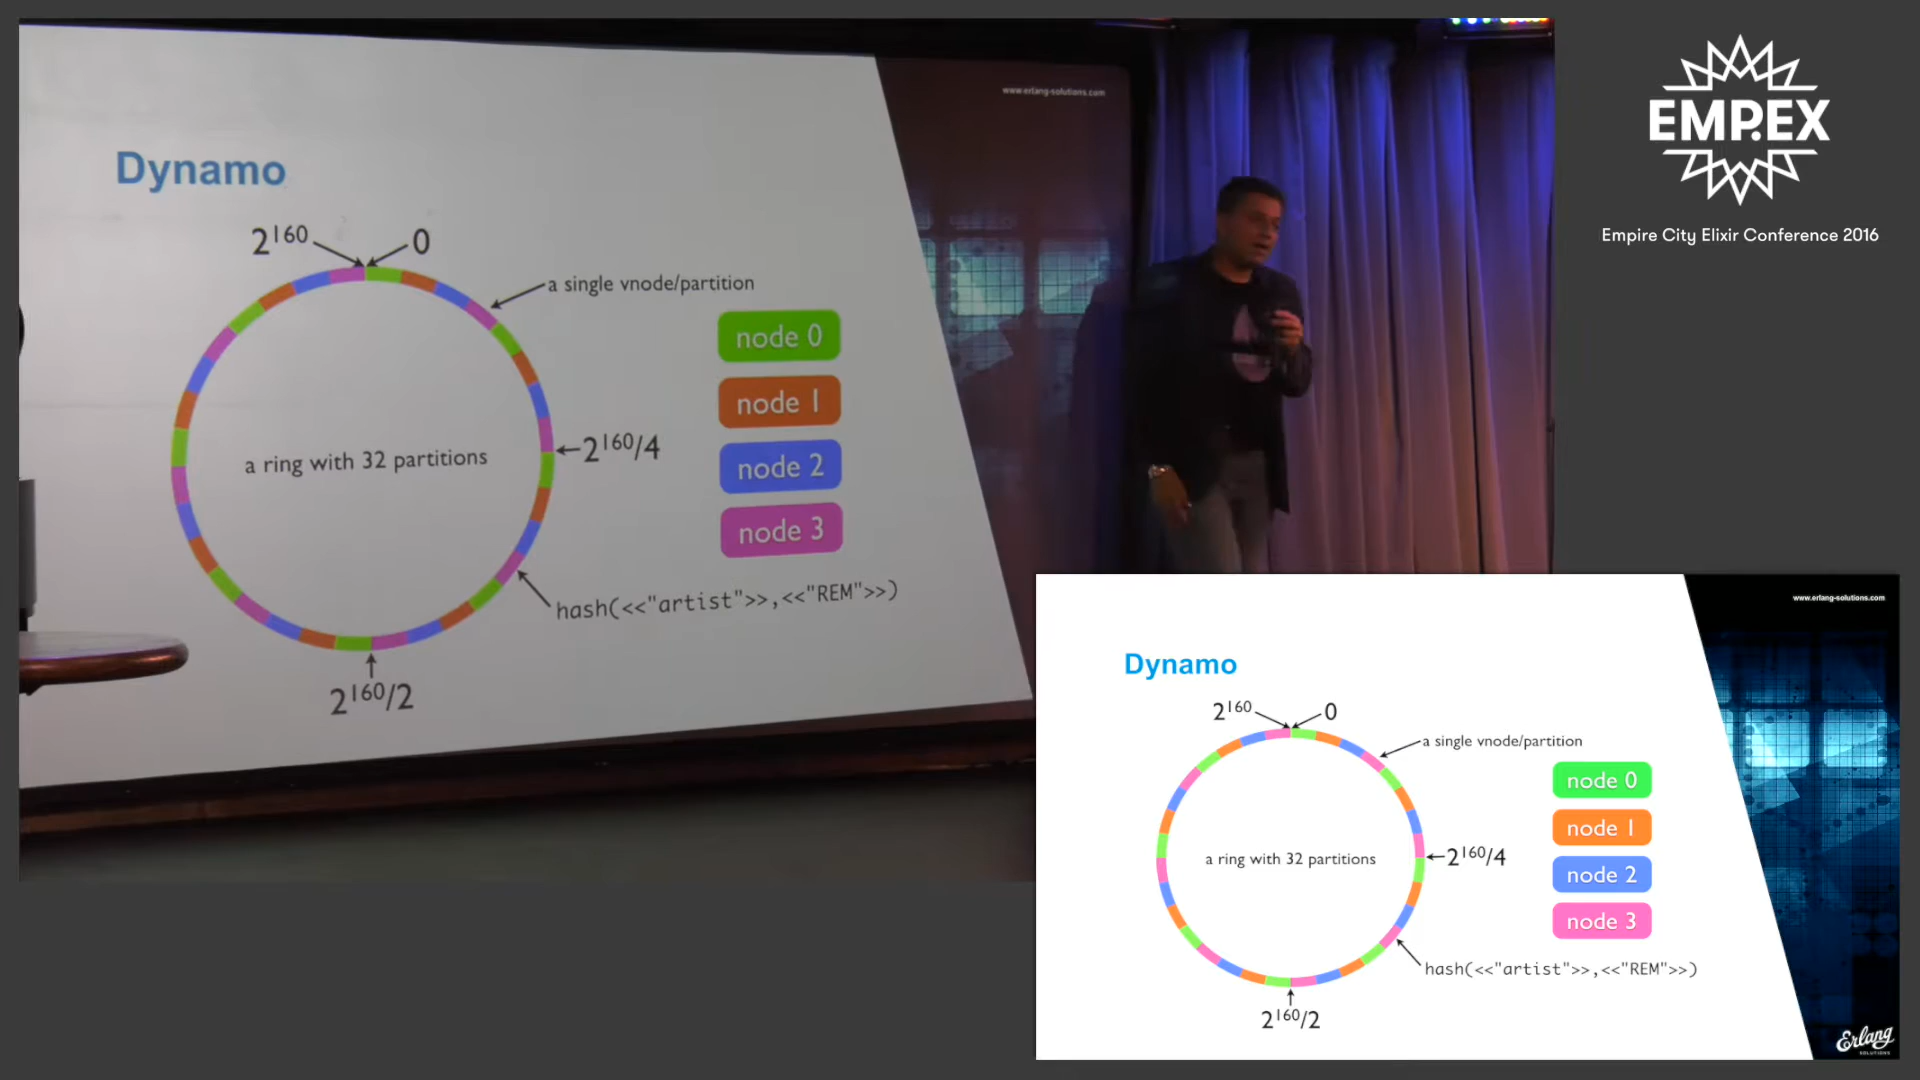 www.erlang-solutions.com
Dynamo
2¹⁶⁰
0
a single vnode/partition
node 0
node 1
2¹⁶⁰/4
a ring with 32 partitions
node 2
node 3
hash(<<"artist">>,<<"REM">>)
2¹⁶⁰/2
EMPEX
Empire City Elixir Conference 2016
www.erlang-solutions.com
Dynamo
2¹⁶⁰
0
a single vnode/partition
node 0
node 1
2¹⁶⁰/4
a ring with 32 partitions
node 2
node 3
hash(<<"artist">>,<<"REM">>)
2¹⁶⁰/2
Erlang
SOLUTIONS